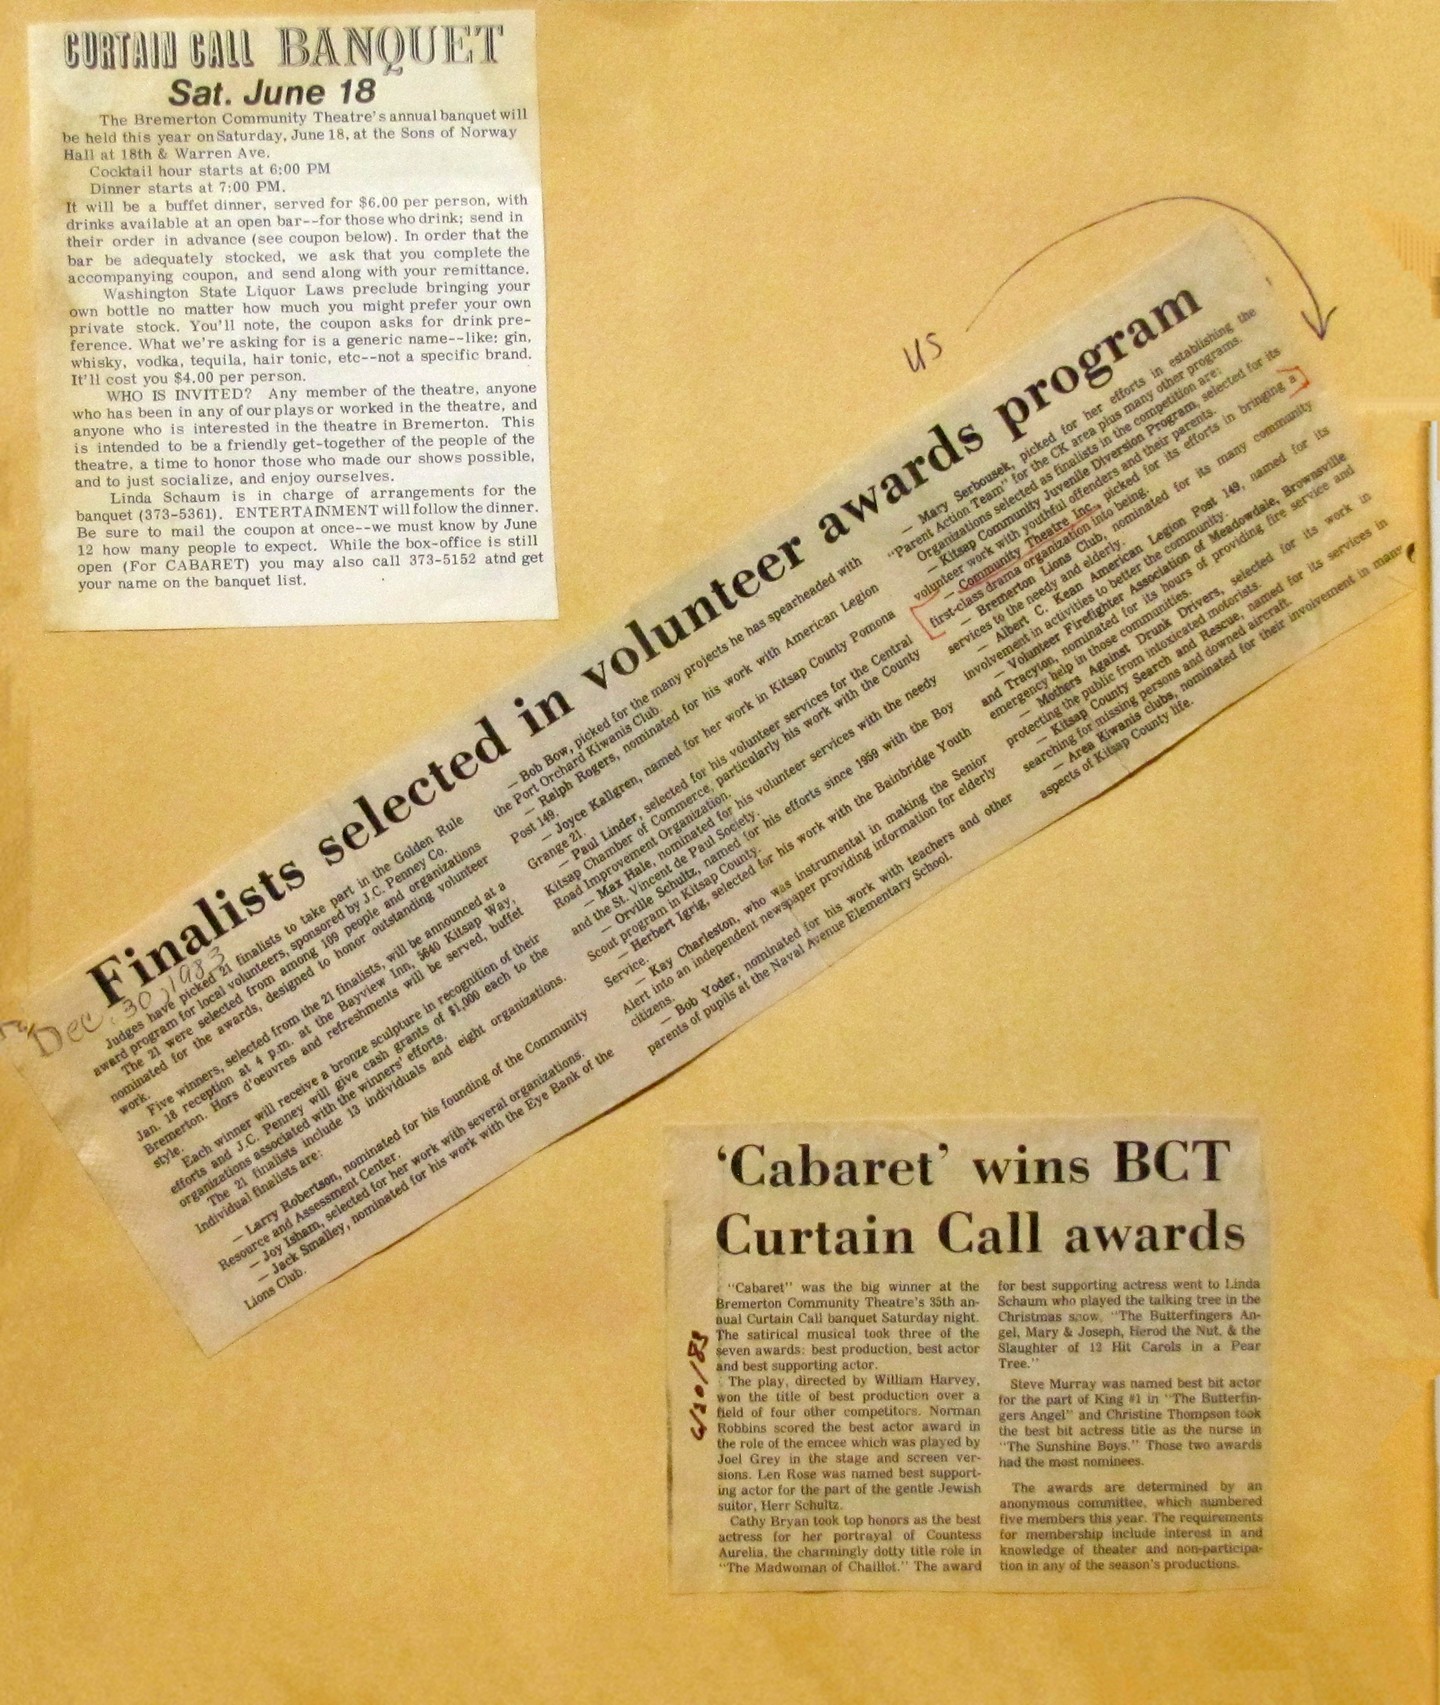 CURTAIN CALL BANQUET
Sat. June 18
The Bremerton Community Theatre's annual banquet will
be held this year on Saturday, June 18, at the Sons of Norway
Hall at 18th & Warren Ave.
Cocktail hour starts at 6:00 PM
Dinner starts at 7:00 PM.
It will be a buffet dinner, served for $6.00 per person, with
drinks available at an open bar--for those who drink; send in
their order in advance (see coupon below). In order that the
bar be adequately stocked, we ask that you complete the
accompanying coupon, and send along with your remittance.
Washington State Liquor Laws preclude bringing your
own bottle no matter how much you might prefer your own
private stock. You'll note, the coupon asks for drink pre-
ference. What we're asking for is a generic name--like: gin,
whisky, vodka, tequila, hair tonic, etc--not a specific brand.
It'll cost you $4.00 per person.
WHO IS INVITED? Any member of the theatre, anyone
who has been in any of our plays or worked in the theatre, and
anyone who is interested in the theatre in Bremerton. This
is intended to be a friendly get-together of the people of the
theatre, a time to honor those who made our shows possible,
and to just socialize, and enjoy ourselves.
Linda Schaum is in charge of arrangements for the
banquet (373-5361). ENTERTAINMENT will follow the dinner.
Be sure to mail the coupon at once--we must know by June
12 how many people to expect. While the box-office is still
open (For CABARET) you may also call 373-5152 atnd get
your name on the banquet list.
US
Finalists selected in volunteer awards program
Dec. 30, 1983
Judges have picked 21 finalists to take part in the Golden Rule
award program for local volunteers, sponsored by J.C. Penney Co.
The 21 were selected from among 109 people and organizations
nominated for the awards, designed to honor outstanding volunteer
work.
Five winners, selected from the 21 finalists, will be announced at a
Jan. 18 reception at 4 p.m. at the Bayview Inn, 5640 Kitsap Way,
Bremerton. Hors d'oeuvres and refreshments will be served, buffet
style.
Each winner will receive a bronze sculpture in recognition of their
efforts and J.C. Penney will give cash grants of $1,000 each to the
organizations associated with the winners' efforts.
The 21 finalists include 13 individuals and eight organizations.
Individual finalists are:
— Larry Robertson, nominated for his founding of the Community
Resource and Assessment Center.
— Joy Isham, selected for her work with several organizations.
— Jack Smalley, nominated for his work with the Eye Bank of the
Lions Club.
— Bob Bow, picked for the many projects he has spearheaded with
the Port Orchard Kiwanis Club.
— Ralph Rogers, nominated for his work with American Legion
Post 149.
— Joyce Kallgren, named for her work in Kitsap County Pomona
Grange 21.
— Paul Linder, selected for his volunteer services for the Central
Kitsap Chamber of Commerce, particularly his work with the County
Road Improvement Organization.
— Max Hale, nominated for his volunteer services with the needy
and the St. Vincent de Paul Society.
— Orville Schultz, named for his efforts since 1959 with the Boy
Scout program in Kitsap County.
— Herbert Igrig, selected for his work with the Bainbridge Youth
Service.
— Kay Charleston, who was instrumental in making the Senior
Alert into an independent newspaper providing information for elderly
citizens.
— Bob Yoder, nominated for his work with teachers and other
parents of pupils at the Naval Avenue Elementary School.
— Mary Serbousek, picked for her efforts in establishing the
"Parent Action Team" for the CK area plus many other programs.
Organizations selected as finalists in the competition are:
— Kitsap Community Juvenile Diversion Program, selected for its
volunteer work with youthful offenders and their parents.
— Community Theatre Inc., picked for its efforts in bringing a
first-class drama organization into being.
— Bremerton Lions Club, nominated for its many community
services to the needy and elderly.
— Albert C. Kean American Legion Post 149, named for its
involvement in activities to better the community.
— Volunteer Firefighter Association of Meadowdale, Brownsville
and Tracyton, nominated for its hours of providing fire service and
emergency help in those communities.
— Mothers Against Drunk Drivers, selected for its work in
protecting the public from intoxicated motorists.
— Kitsap County Search and Rescue, named for its services in
searching for missing persons and downed aircraft.
— Area Kiwanis clubs, nominated for their involvement in many
aspects of Kitsap County life.
'Cabaret' wins BCT
Curtain Call awards
6/20/83
"Cabaret" was the big winner at the
Bremerton Community Theatre's 35th an-
nual Curtain Call banquet Saturday night.
The satirical musical took three of the
seven awards: best production, best actor
and best supporting actor.
The play, directed by William Harvey,
won the title of best production over a
field of four other competitors. Norman
Robbins scored the best actor award in
the role of the emcee which was played by
Joel Grey in the stage and screen ver-
sions. Len Rose was named best support-
ing actor for the part of the gentle Jewish
suitor, Herr Schultz.
Cathy Bryan took top honors as the best
actress for her portrayal of Countess
Aurelia, the charmingly dotty title role in
"The Madwoman of Chaillot." The award
for best supporting actress went to Linda
Schaum who played the talking tree in the
Christmas snow, "The Butterfingers An-
gel, Mary & Joseph, Herod the Nut, & the
Slaughter of 12 Hit Carols in a Pear
Tree."
Steve Murray was named best bit actor
for the part of King #1 in "The Butterfin-
gers Angel" and Christine Thompson took
the best bit actress title as the nurse in
"The Sunshine Boys." Those two awards
had the most nominees.
The awards are determined by an
anonymous committee, which numbered
five members this year. The requirements
for membership include interest in and
knowledge of theater and non-participa-
tion in any of the season's productions.